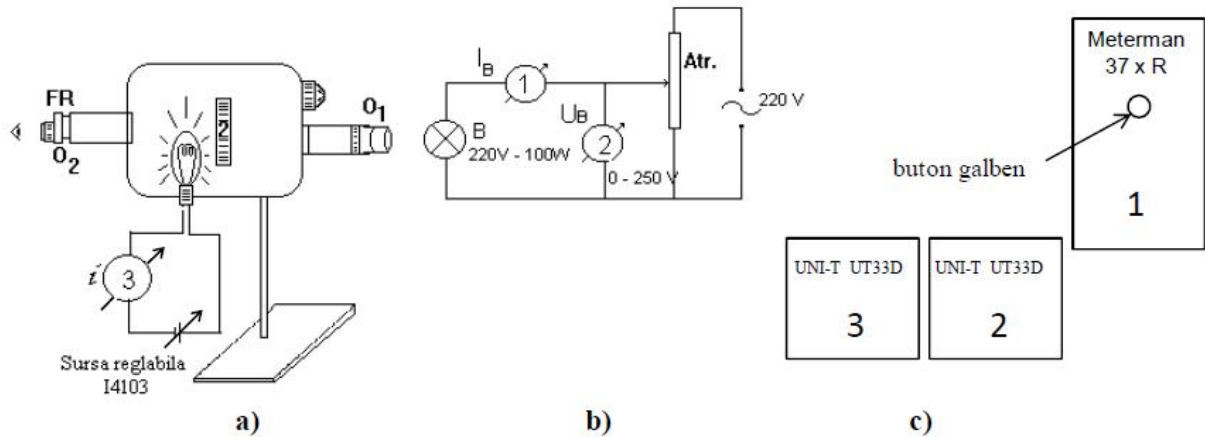 FR
O2
2
O1
i
3
Sursa reglabila
I4103
a)
IB
1
Atr.
UB
2
B
220V - 100W
0 - 250 V
220 V
b)
Meterman
37 x R
buton galben
1
UNI-T UT33D
3
UNI-T UT33D
2
c)